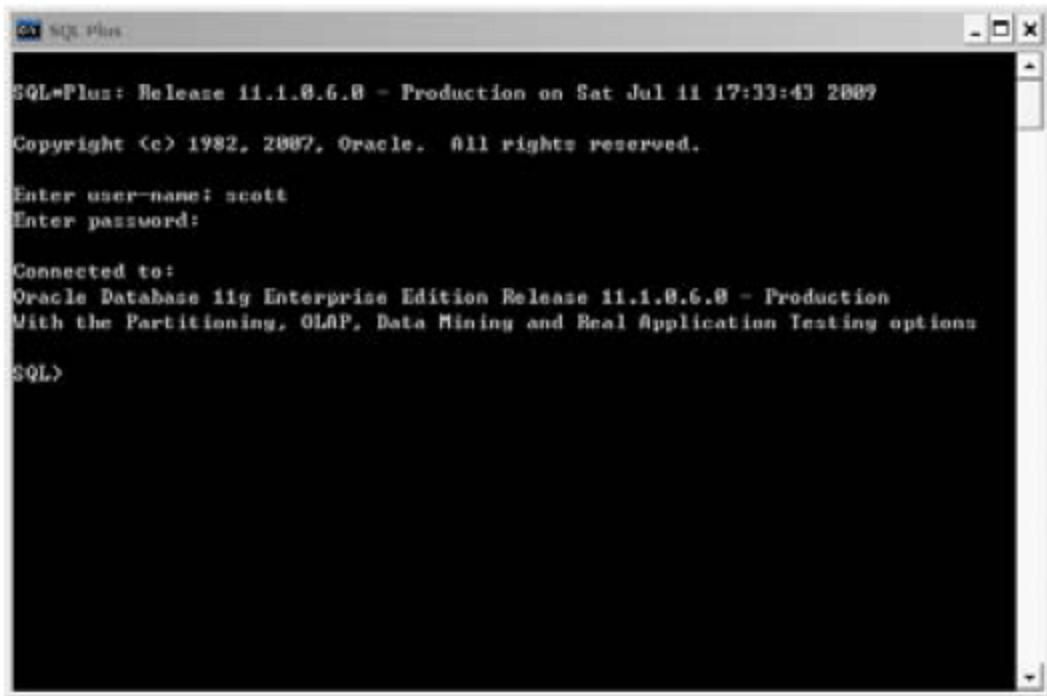 SQL Plus
SQL*Plus: Release 11.1.0.6.0 - Production on Sat Jul 11 17:33:43 2009
Copyright (c) 1982, 2007, Oracle.  All rights reserved.
Enter user-name: scott
Enter password:
Connected to:
Oracle Database 11g Enterprise Edition Release 11.1.0.6.0 - Production
With the Partitioning, OLAP, Data Mining and Real Application Testing options
SQL>